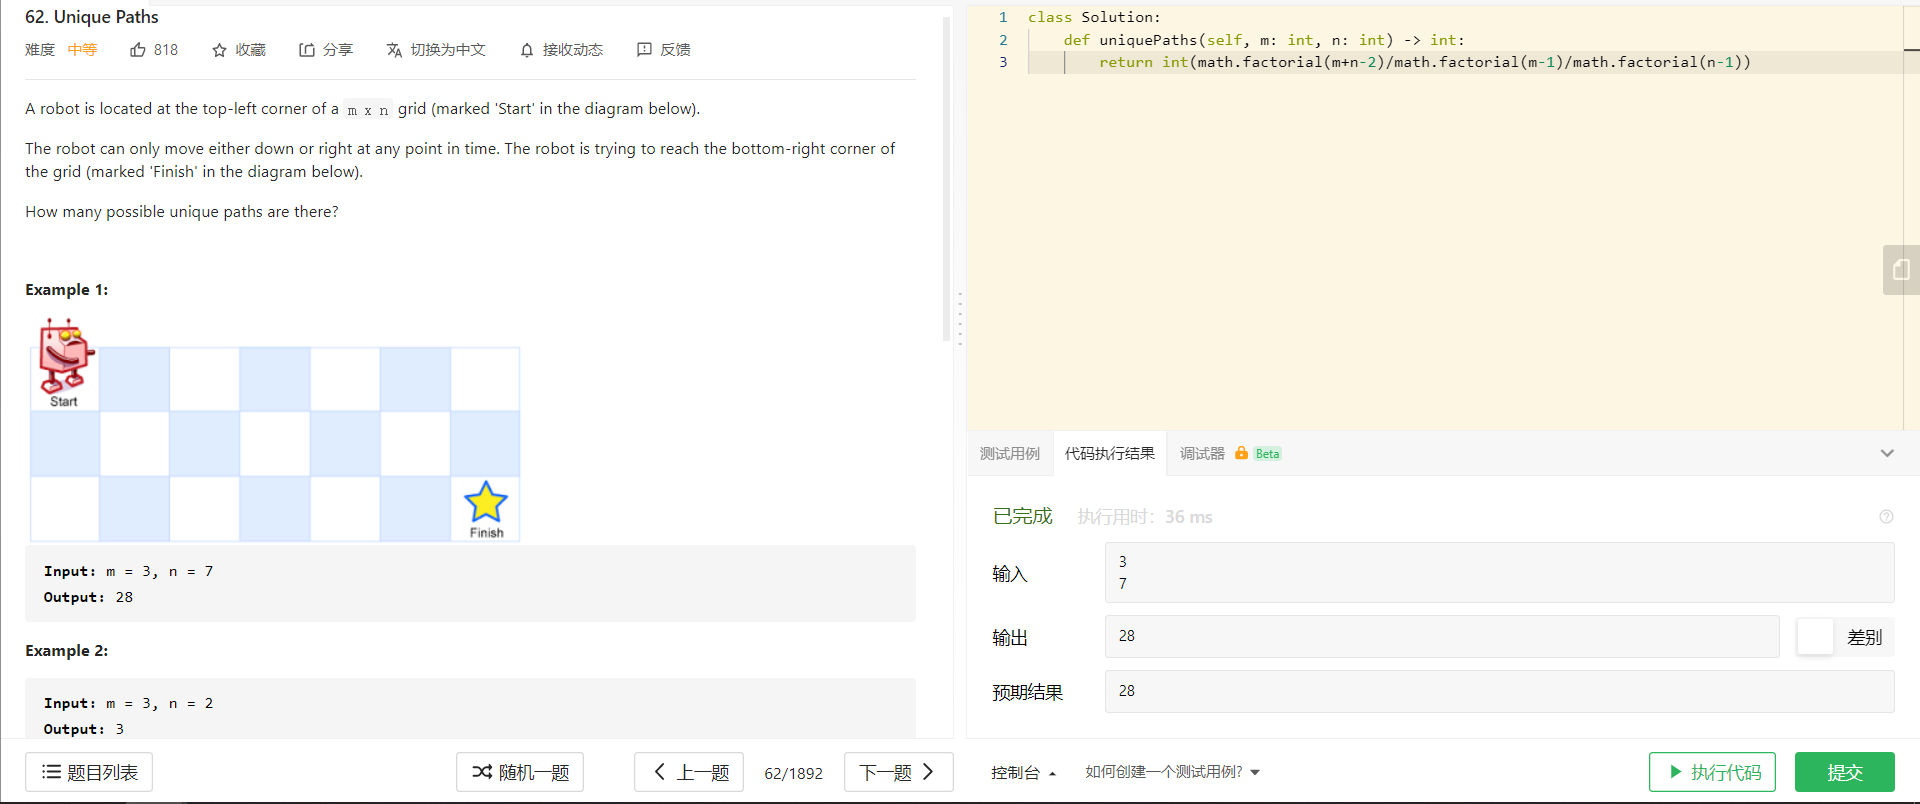 62. Unique Paths
难度 中等 818 收藏 分享 切换为中文 接收动态 反馈
A robot is located at the top-left corner of a m x n grid (marked 'Start' in the diagram below).
The robot can only move either down or right at any point in time. The robot is trying to reach the bottom-right corner of
the grid (marked 'Finish' in the diagram below).
How many possible unique paths are there?
Example 1:
Start
Finish
Input: m = 3, n = 7
Output: 28
Example 2:
Input: m = 3, n = 2
Output: 3
题目列表 随机一题 上一题 62/1892 下一题
1 class Solution:
2 def uniquePaths(self, m: int, n: int) -> int:
3 return int(math.factorial(m+n-2)/math.factorial(m-1)/math.factorial(n-1))
测试用例 代码执行结果 调试器 Beta
已完成 执行用时: 36 ms
输入
3
7
输出 28 差别
预期结果 28
控制台 如何创建一个测试用例? 执行代码 提交